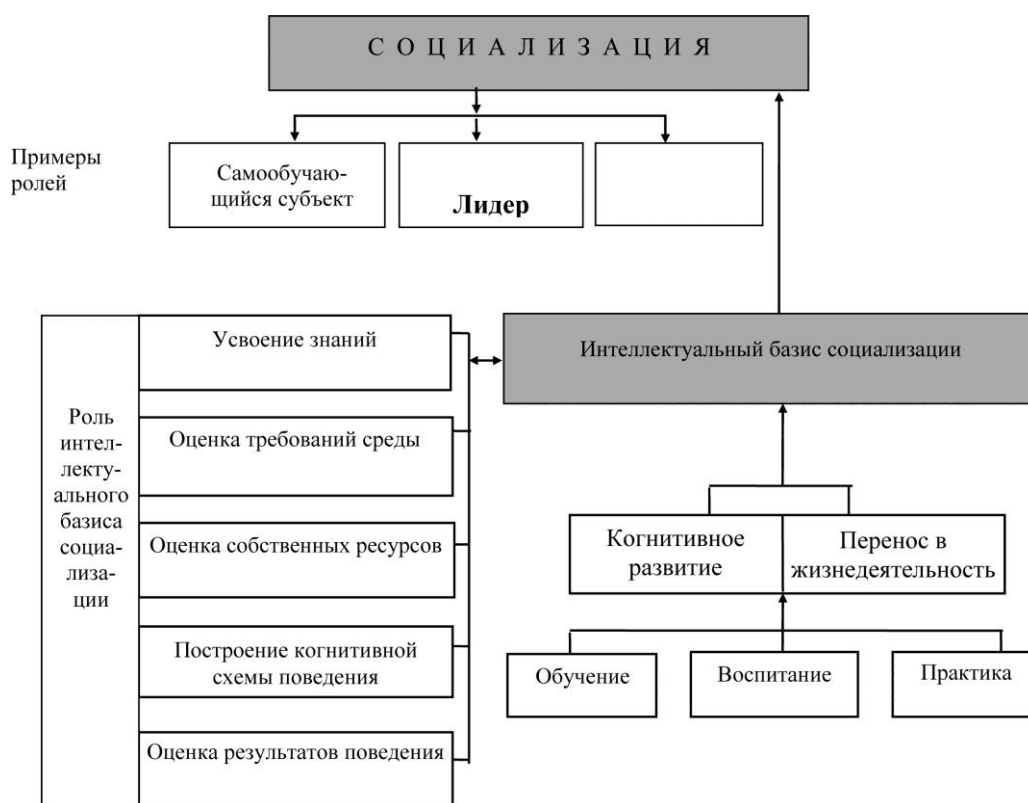 С О Ц И А Л И З А Ц И Я
Примеры
ролей
Самообучаю-
щийся субъект
Лидер
Роль
интел-
лекту-
ального
базиса
социа-
лиза-
ции
Усвоение знаний
Оценка требований среды
Оценка собственных ресурсов
Построение когнитивной
схемы поведения
Оценка результатов поведения
Интеллектуальный базис социализации
Когнитивное
развитие
Перенос в
жизнедеятельность
Обучение
Воспитание
Практика